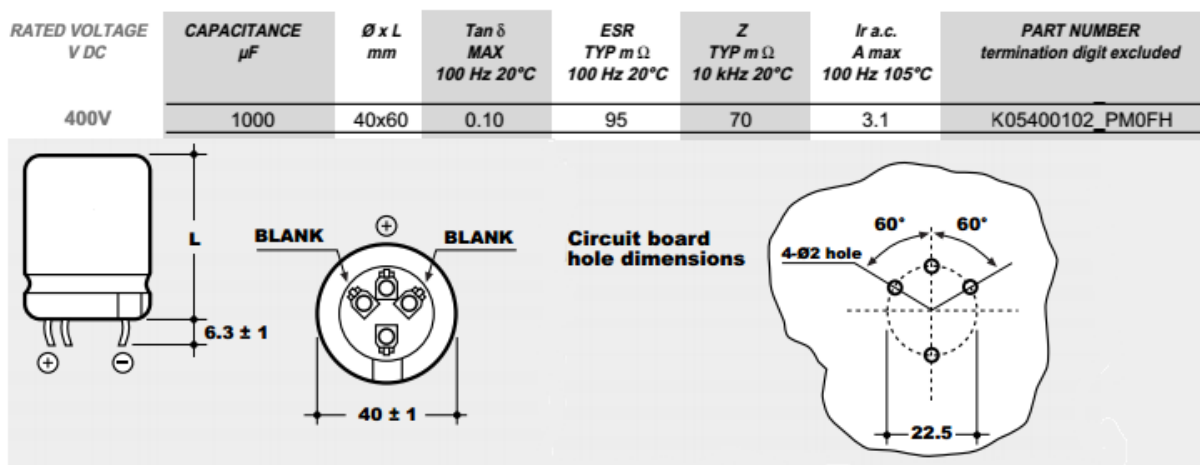 RATED VOLTAGE CAPACITANCE Ø x L Tan δ ESR Z Ir a.c. PART NUMBER
V DC µF mm MAX TYP m Ω TYP m Ω A max termination digit excluded
100 Hz 20°C 100 Hz 20°C 10 kHz 20°C 100 Hz 105°C
400V 1000 40x60 0.10 95 70 3.1 K05400102_PM0FH
L
6.3 ± 1
+ −
+
BLANK BLANK
40 ± 1
Circuit board
hole dimensions
60° 60°
4-Ø2 hole
22.5